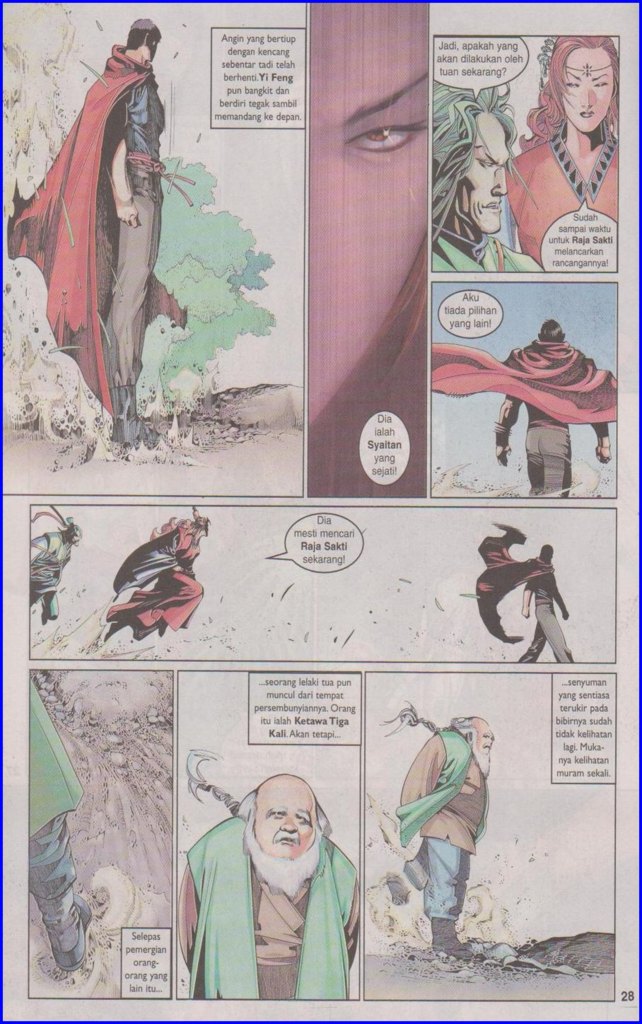 Angin yang bertiup
dengan kencang
sebentar tadi telah
berhenti.Yi Feng
pun bangkit dan
berdiri tegak sambil
memandang ke depan.
Dia
ialah
Syaitan
yang
sejati!
Jadi, apakah yang
akan dilakukan oleh
tuan sekarang?
Sudah
sampai waktu
untuk Raja Sakti
melancarkan
rancangannya!
Aku
tiada pilihan
yang lain!
Dia
mesti mencari
Raja Sakti
sekarang!
Selepas
pemergian
orang-
orang yang
lain itu...
...seorang lelaki tua pun
muncul dari tempat
persembunyiannya. Orang
itu ialah Ketawa Tiga
Kali. Akan tetapi...
...senyuman
yang sentiasa
terukir pada
bibirnya sudah
tidak kelihatan
lagi. Muka-
nya kelihatan
muram sekali.
28